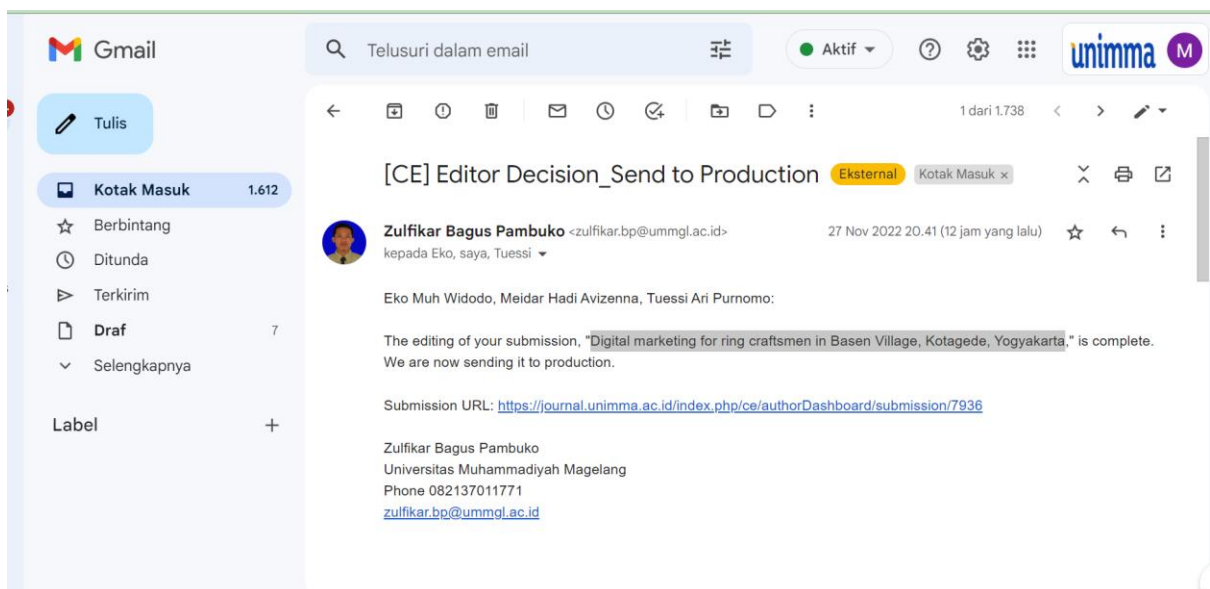 Gmail
Telusuri dalam email
Aktif
unimma
M
Tulis
1 dari 1.738
Kotak Masuk 1.612
Berbintang
Ditunda
Terkirim
Draf 7
Selengkapnya
Label
[CE] Editor Decision_Send to Production Eksternal Kotak Masuk ×
Zulfikar Bagus Pambuko <zulfikar.bp@ummgl.ac.id> 27 Nov 2022 20.41 (12 jam yang lalu)
kepada Eko, saya, Tuessi
Eko Muh Widodo, Meidar Hadi Avizenna, Tuessi Ari Purnomo:
The editing of your submission, "Digital marketing for ring craftsmen in Basen Village, Kotagede, Yogyakarta," is complete.
We are now sending it to production.
Submission URL: https://journal.unimma.ac.id/index.php/ce/authorDashboard/submission/7936
Zulfikar Bagus Pambuko
Universitas Muhammadiyah Magelang
Phone 082137011771
zulfikar.bp@ummgl.ac.id